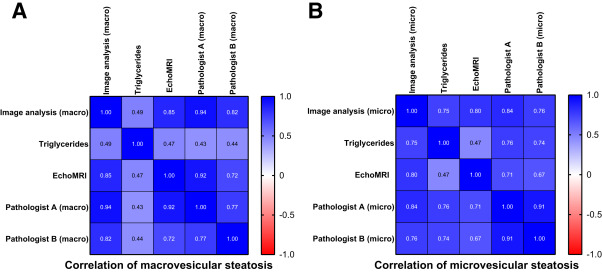 A
Image analysis (macro)
Triglycerides
EchoMRI
Pathologist A (macro)
Pathologist B (macro)
Image analysis (macro) 1.00 0.49 0.85 0.94 0.82
Triglycerides 0.49 1.00 0.47 0.43 0.44
EchoMRI 0.85 0.47 1.00 0.92 0.72
Pathologist A (macro) 0.94 0.43 0.92 1.00 0.77
Pathologist B (macro) 0.82 0.44 0.72 0.77 1.00
1.0
0.5
0
-0.5
-1.0
Correlation of macrovesicular steatosis
B
Image analysis (micro)
Triglycerides
EchoMRI
Pathologist A
Pathologist B (micro)
Image analysis (micro) 1.00 0.75 0.80 0.84 0.76
Triglycerides 0.75 1.00 0.47 0.76 0.74
EchoMRI 0.80 0.47 1.00 0.71 0.67
Pathologist A (micro) 0.84 0.76 0.71 1.00 0.91
Pathologist B (micro) 0.76 0.74 0.67 0.91 1.00
1.0
0.5
0
-0.5
-1.0
Correlation of microvesicular steatosis